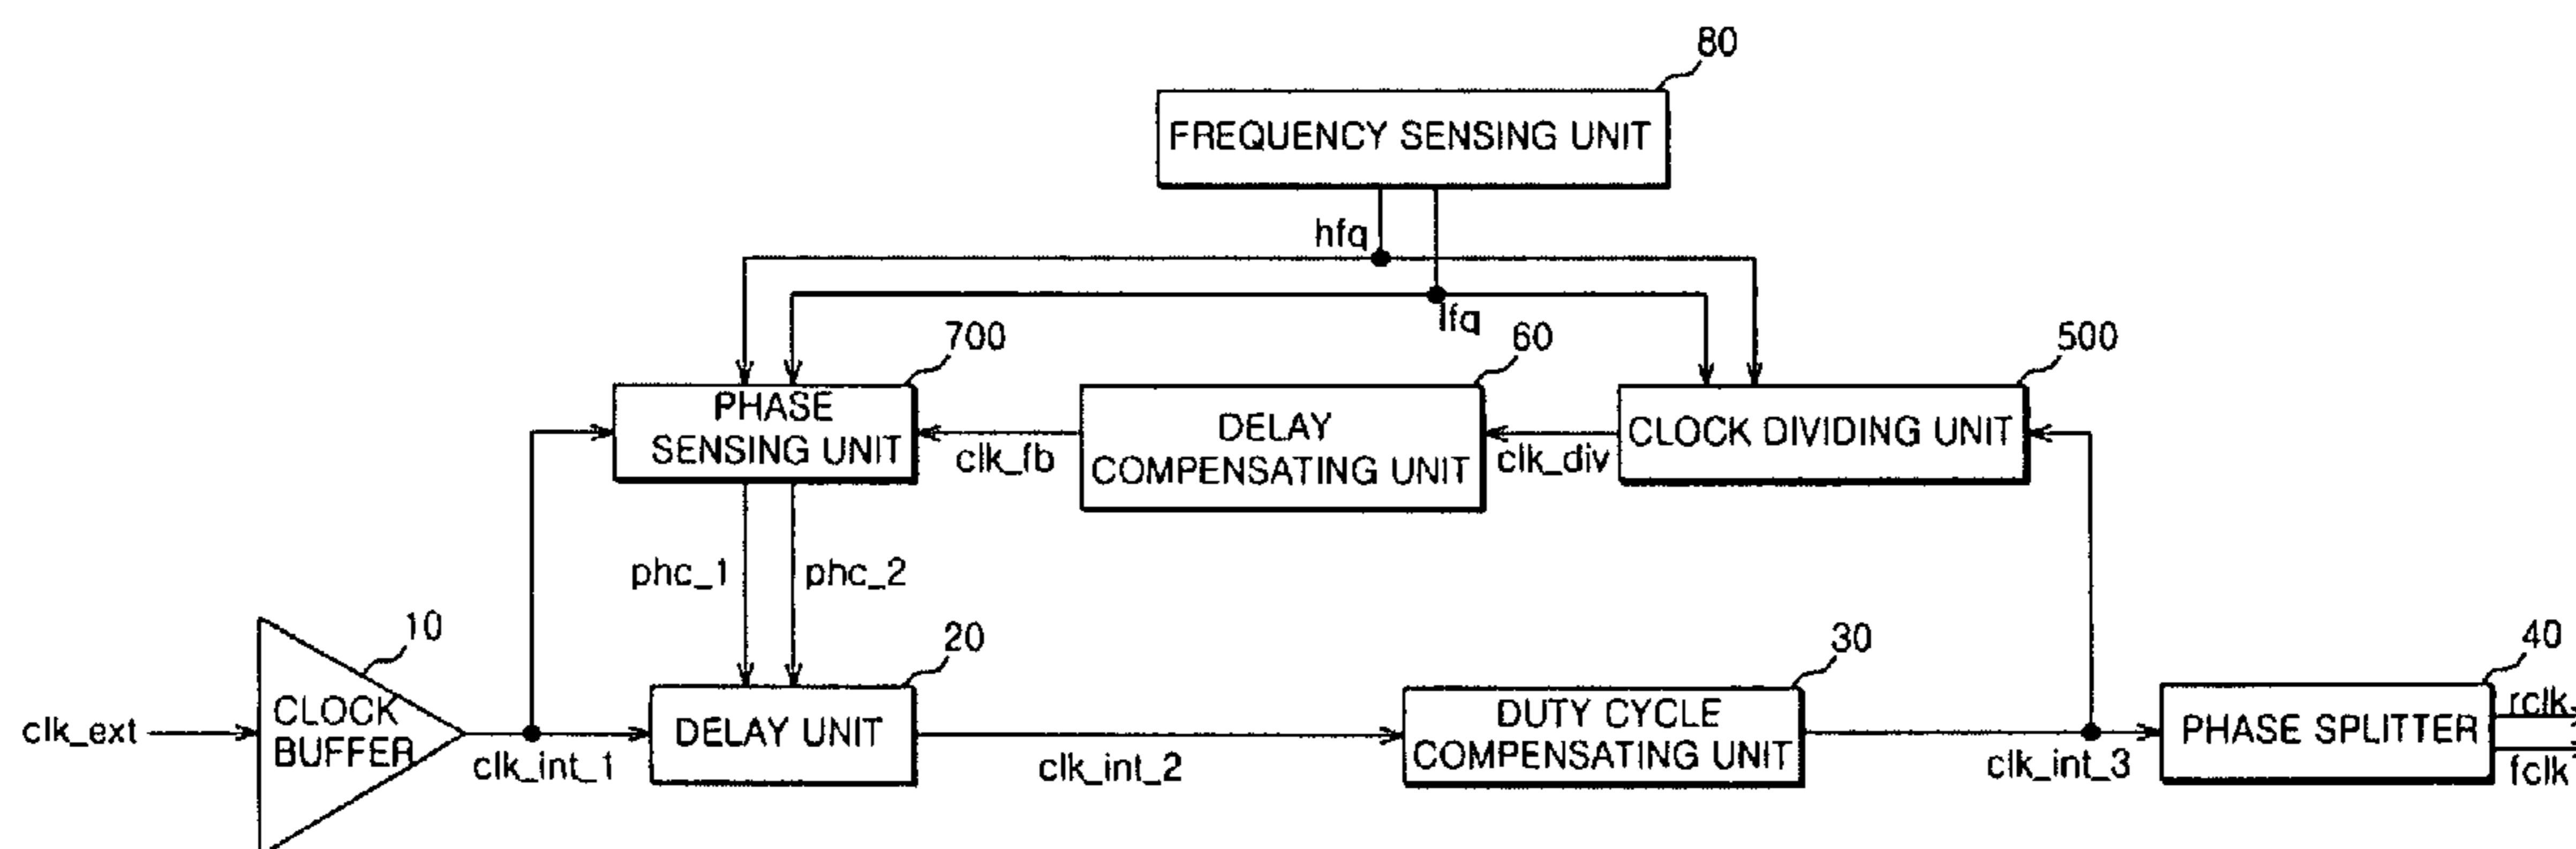 80
FREQUENCY SENSING UNIT
hfq
lfq
700
60
500
PHASE
SENSING UNIT
clk_fb
DELAY
COMPENSATING UNIT
clk_div
CLOCK DIVIDING UNIT
phc_1
phc_2
10
20
30
40
clk_ext
CLOCK
BUFFER
clk_int_1
DELAY UNIT
clk_int_2
DUTY CYCLE
COMPENSATING UNIT
clk_int_3
PHASE SPLITTER
rclk
fclk